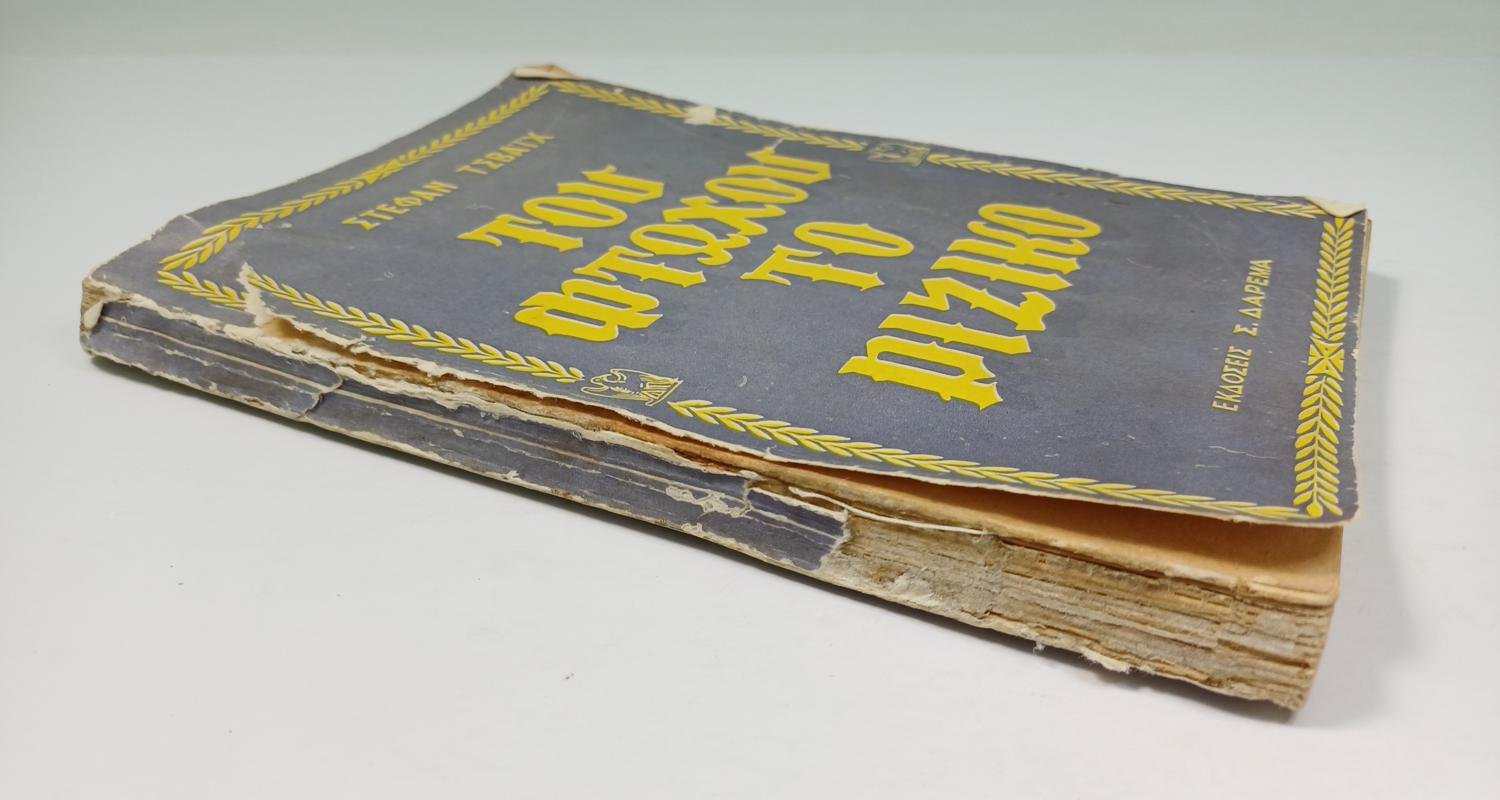 ΣΤΕΦΑΝ ΤΣΒΑΙΧ
ΤΟΥ
ΦΤΩΧΟΥ
ΤΟ
ΡΙΖΙΚΟ
ΕΚΔΟΣΕΙΣ Σ. ΔΑΡΕΜΑ